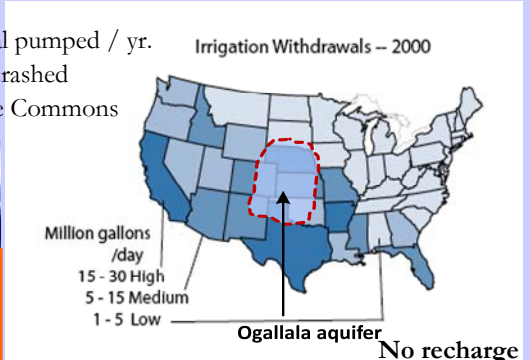 al pumped / yr.
rashed
e Commons
Irrigation Withdrawals -- 2000
Million gallons
/day
15 - 30 High
5 - 15 Medium
1 - 5 Low
Ogallala aquifer
No recharge